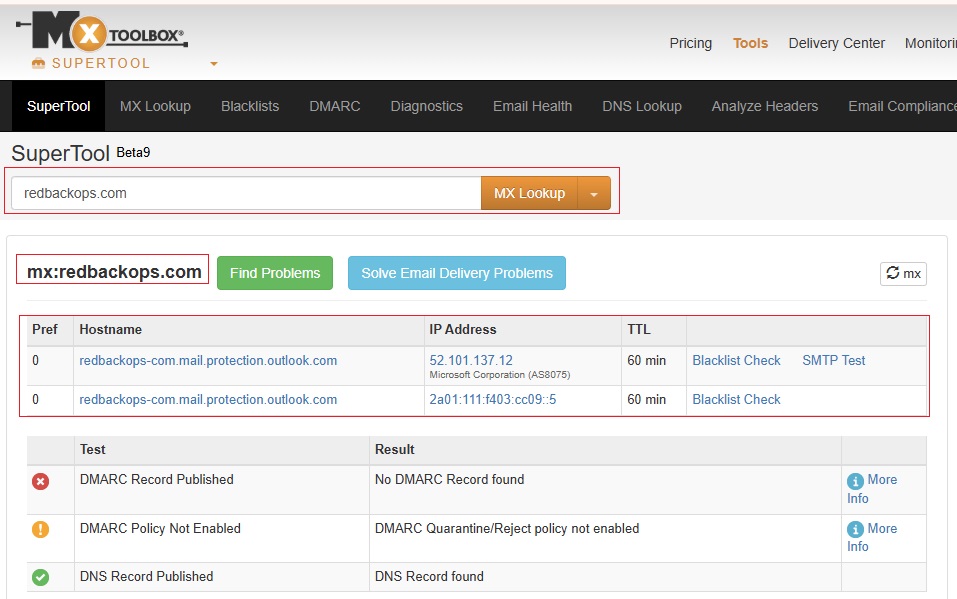 MX TOOLBOX®
SUPERTOOL
Pricing Tools Delivery Center Monitori
SuperTool MX Lookup Blacklists DMARC Diagnostics Email Health DNS Lookup Analyze Headers Email Compliance
SuperTool Beta9
redbackops.com MX Lookup
mx:redbackops.com Find Problems Solve Email Delivery Problems mx
Pref Hostname IP Address TTL
0 redbackops-com.mail.protection.outlook.com 52.101.137.12 60 min Blacklist Check SMTP Test
Microsoft Corporation (AS8075)
0 redbackops-com.mail.protection.outlook.com 2a01:111:f403:cc09::5 60 min Blacklist Check
Test Result
DMARC Record Published No DMARC Record found More
Info
DMARC Policy Not Enabled DMARC Quarantine/Reject policy not enabled More
Info
DNS Record Published DNS Record found